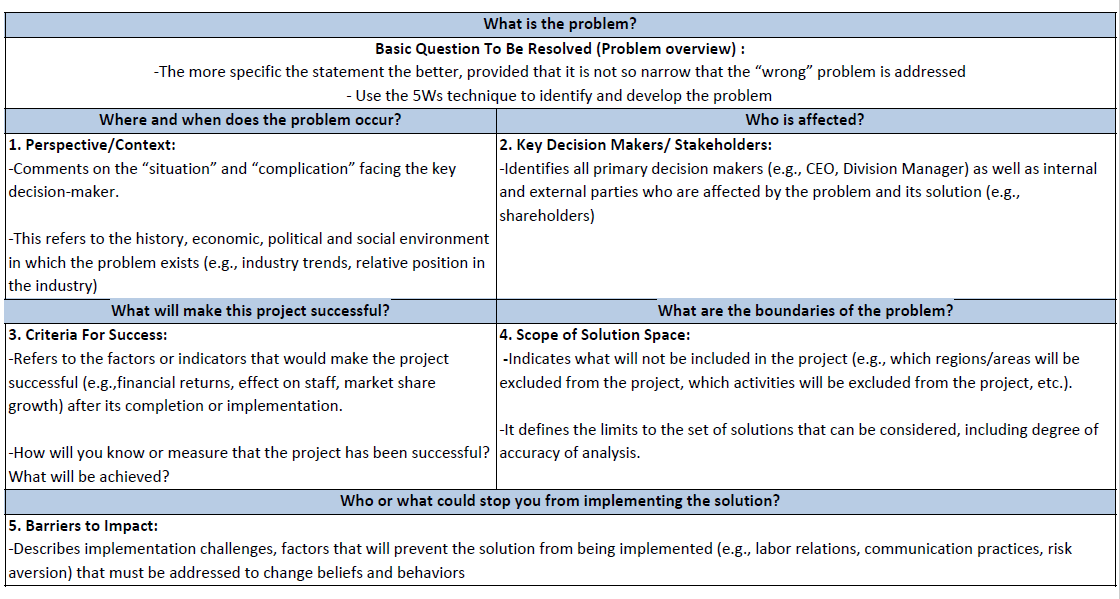 What is the problem?
Basic Question To Be Resolved (Problem overview) :
-The more specific the statement the better, provided that it is not so narrow that the “wrong” problem is addressed
- Use the 5Ws technique to identify and develop the problem
Where and when does the problem occur?
1. Perspective/Context:
-Comments on the “situation” and “complication” facing the key
decision-maker.
-This refers to the history, economic, political and social environment
in which the problem exists (e.g., industry trends, relative position in
the industry)
Who is affected?
2. Key Decision Makers/ Stakeholders:
-Identifies all primary decision makers (e.g., CEO, Division Manager) as well as internal
and external parties who are affected by the problem and its solution (e.g.,
shareholders)
What will make this project successful?
3. Criteria For Success:
-Refers to the factors or indicators that would make the project
successful (e.g.,financial returns, effect on staff, market share
growth) after its completion or implementation.
-How will you know or measure that the project has been successful?
What will be achieved?
What are the boundaries of the problem?
4. Scope of Solution Space:
-Indicates what will not be included in the project (e.g., which regions/areas will be
excluded from the project, which activities will be excluded from the project, etc.).
-It defines the limits to the set of solutions that can be considered, including degree of
accuracy of analysis.
Who or what could stop you from implementing the solution?
5. Barriers to Impact:
-Describes implementation challenges, factors that will prevent the solution from being implemented (e.g., labor relations, communication practices, risk
aversion) that must be addressed to change beliefs and behaviors